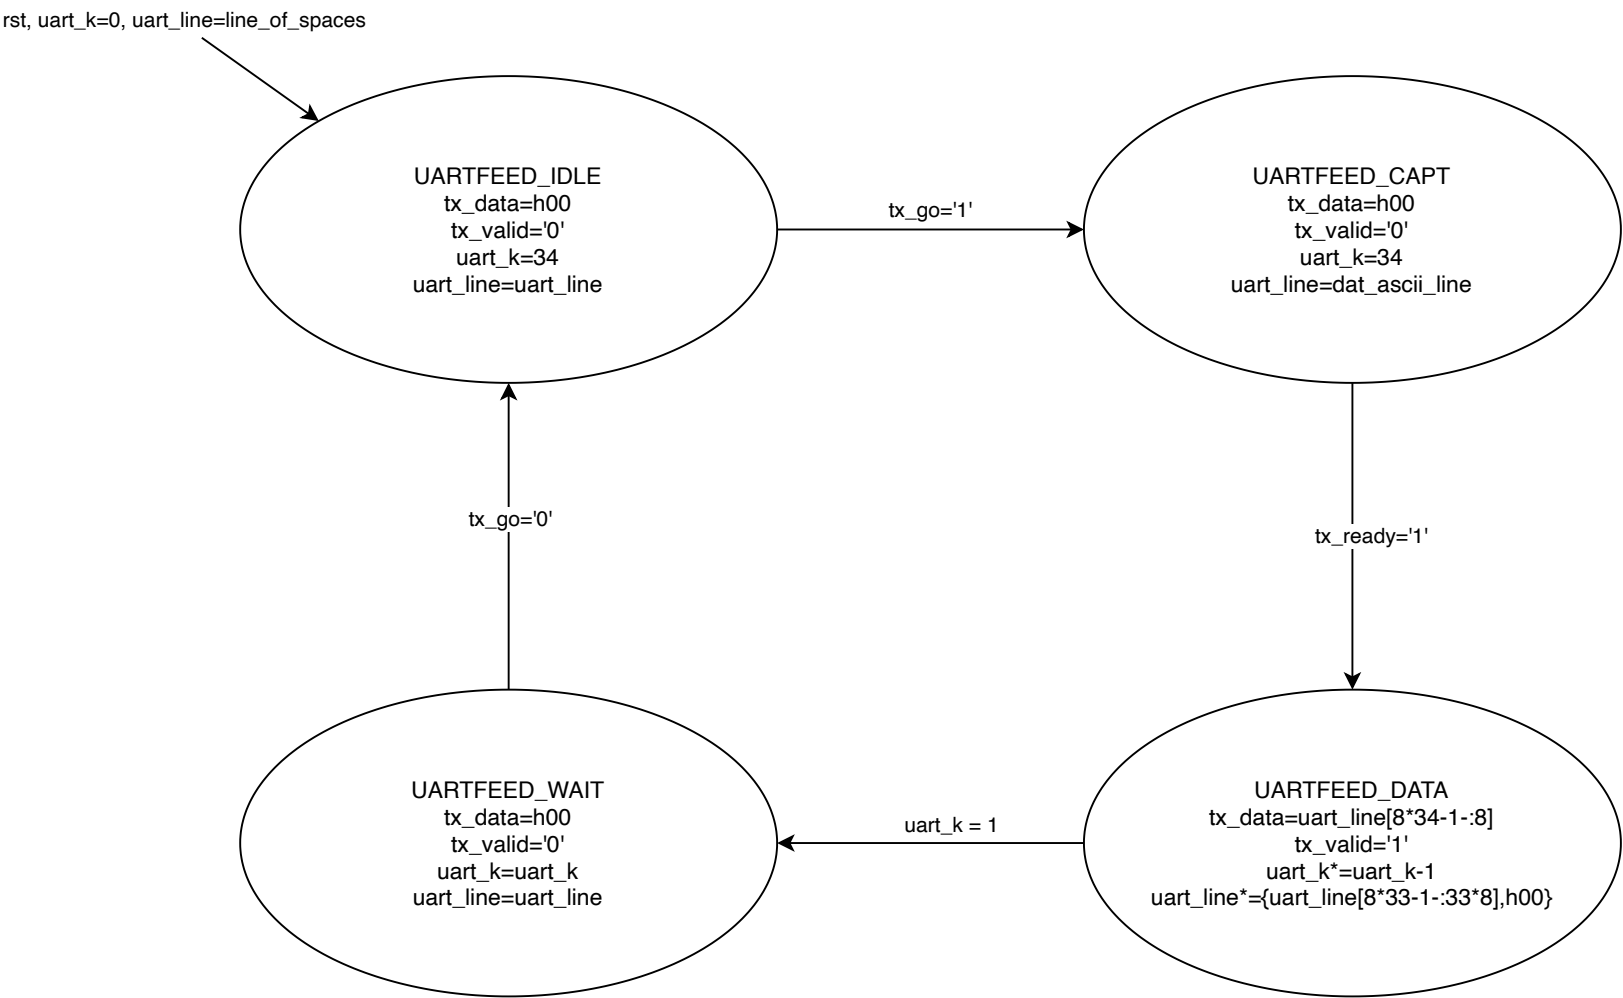 rst, uart_k=0, uart_line=line_of_spaces
UARTFEED_IDLE
tx_data=h00
tx_valid='0'
uart_k=34
uart_line=uart_line
tx_go='1'
UARTFEED_CAPT
tx_data=h00
tx_valid='0'
uart_k=34
uart_line=dat_ascii_line
tx_go='0'
tx_ready='1'
UARTFEED_WAIT
tx_data=h00
tx_valid='0'
uart_k=uart_k
uart_line=uart_line
uart_k = 1
UARTFEED_DATA
tx_data=uart_line[8*34-1-:8]
tx_valid='1'
uart_k*=uart_k-1
uart_line*={uart_line[8*33-1-:33*8],h00}